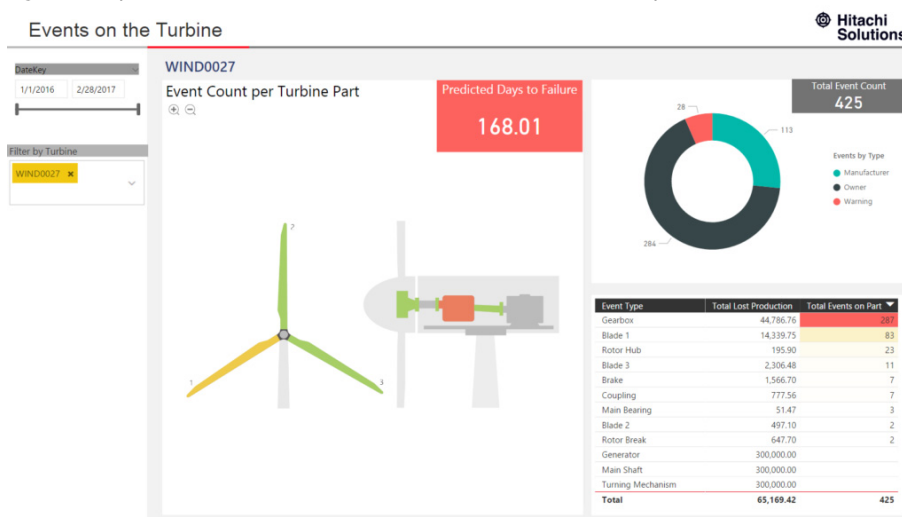 Events on the Turbine
Hitachi
Solutions
DateKey
1/1/2016 2/28/2017
Filter by Turbine
WIND0027
WIND0027
Event Count per Turbine Part
Predicted Days to Failure
168.01
2
1
3
Total Event Count
425
28
113
284
Events by Type
Manufacturer
Owner
Warning
Event Type Total Lost Production Total Events on Part
Gearbox 44,786.76 287
Blade 1 14,339.75 83
Rotor Hub 195.90 23
Blade 3 2,306.48 11
Brake 1,566.70 7
Coupling 777.56 7
Main Bearing 51.47 3
Blade 2 497.10 2
Rotor Break 647.70 2
Generator 300,000.00
Main Shaft 300,000.00
Turning Mechanism 300,000.00
Total 65,169.42 425